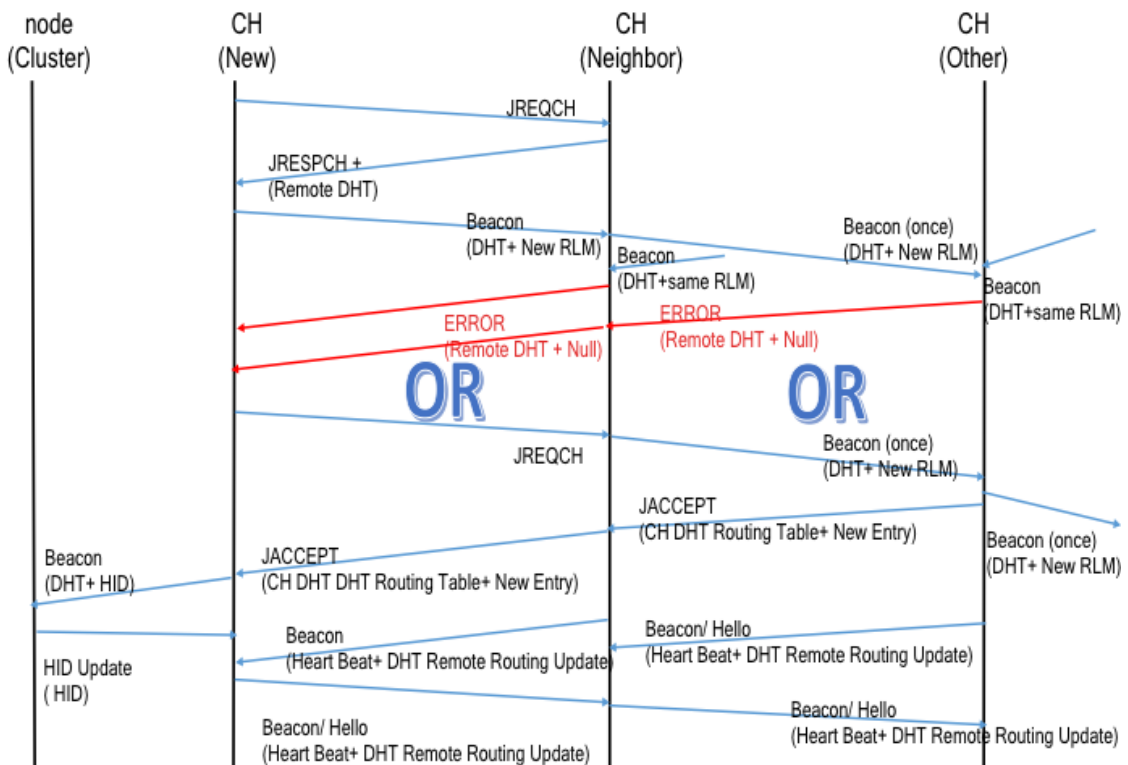 node
(Cluster)
CH
(New)
CH
(Neighbor)
CH
(Other)
JREQCH
JRESPCH +
(Remote DHT)
Beacon
(DHT+ New RLM)
Beacon (once)
(DHT+ New RLM)
Beacon
(DHT+same RLM)
Beacon
(DHT+same RLM)
ERROR
(Remote DHT + Null)
ERROR
(Remote DHT + Null)
OR
OR
JREQCH
Beacon (once)
(DHT+ New RLM)
JACCEPT
(CH DHT Routing Table+ New Entry)
Beacon (once)
(DHT+ New RLM)
Beacon
(DHT+ HID)
JACCEPT
(CH DHT DHT Routing Table+ New Entry)
Beacon
(Heart Beat+ DHT Remote Routing Update)
Beacon/ Hello
(Heart Beat+ DHT Remote Routing Update)
HID Update
( HID)
Beacon/ Hello
(Heart Beat+ DHT Remote Routing Update)
Beacon/ Hello
(Heart Beat+ DHT Remote Routing Update)